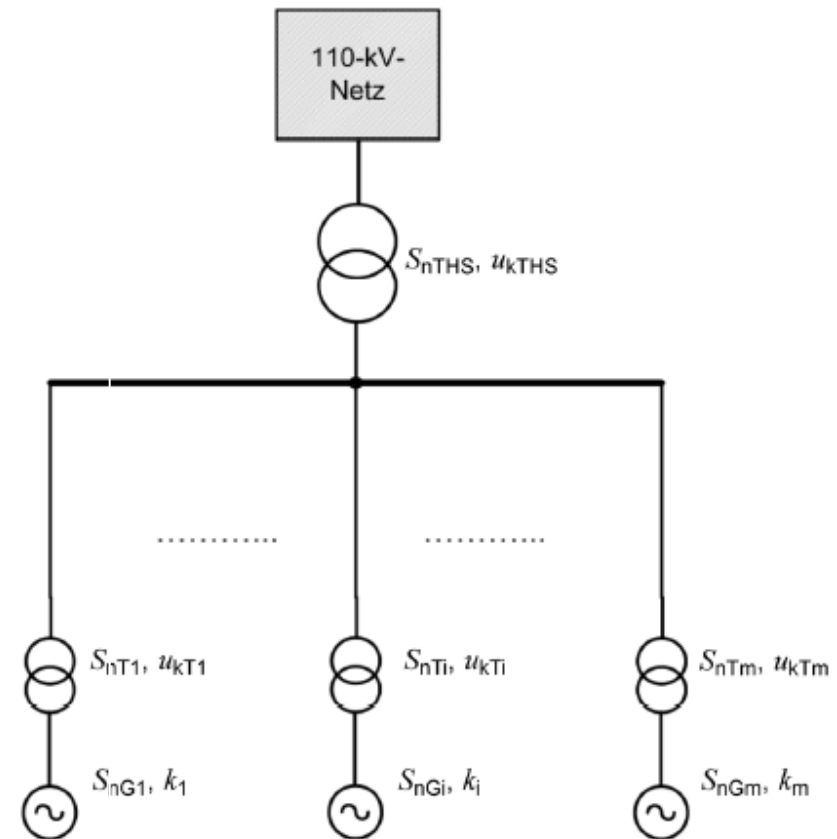 110-kV-
Netz
SnTHS, ukTHS
SnT1, ukT1
SnTi, ukTi
SnTm, ukTm
SnG1, k1
SnGi, ki
SnGm, km